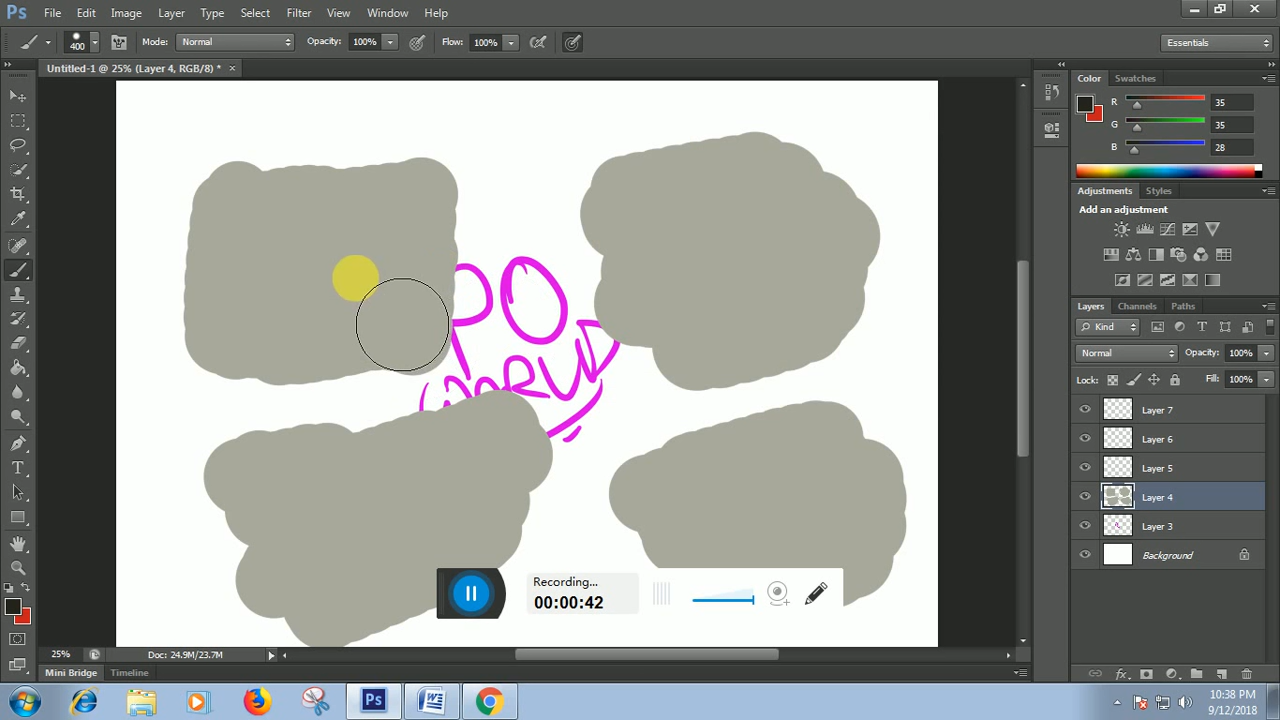 Ps File Edit Image Layer Type Select Filter View Window Help
400 Mode: Normal Opacity: 100% Flow: 100% Essentials
Untitled-1 @ 25% (Layer 4, RGB/8) * ×
Color Swatches
R 35
G 35
B 28
Adjustments Styles
Add an adjustment
Layers Channels Paths
Kind
Normal Opacity: 100%
Lock: Fill: 100%
Layer 7
Layer 6
Layer 5
Layer 4
Layer 3
Background
Recording...
00:00:42
25% Doc: 24.9M/23.7M
Mini Bridge Timeline
10:38 PM
9/12/2018